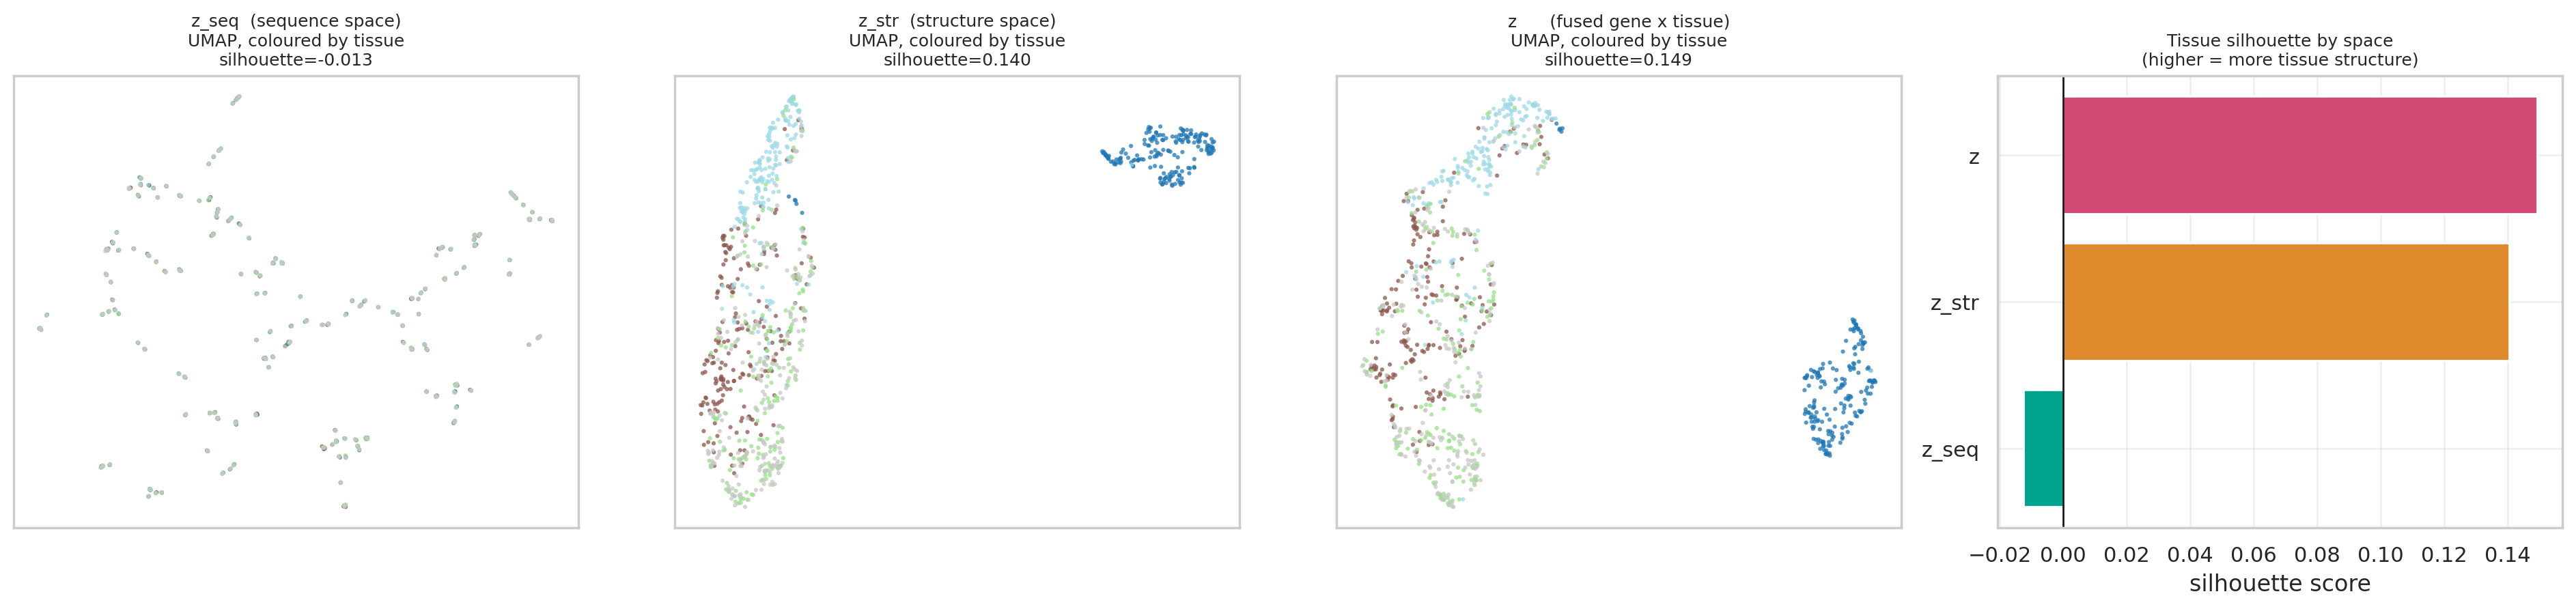 z_seq  (sequence space)
UMAP, coloured by tissue
silhouette=-0.013
z_str  (structure space)
UMAP, coloured by tissue
silhouette=0.140
z      (fused gene x tissue)
UMAP, coloured by tissue
silhouette=0.149
Tissue silhouette by space
(higher = more tissue structure)
z
z_str
z_seq
−0.02 0.00 0.02 0.04 0.06 0.08 0.10 0.12 0.14
silhouette score